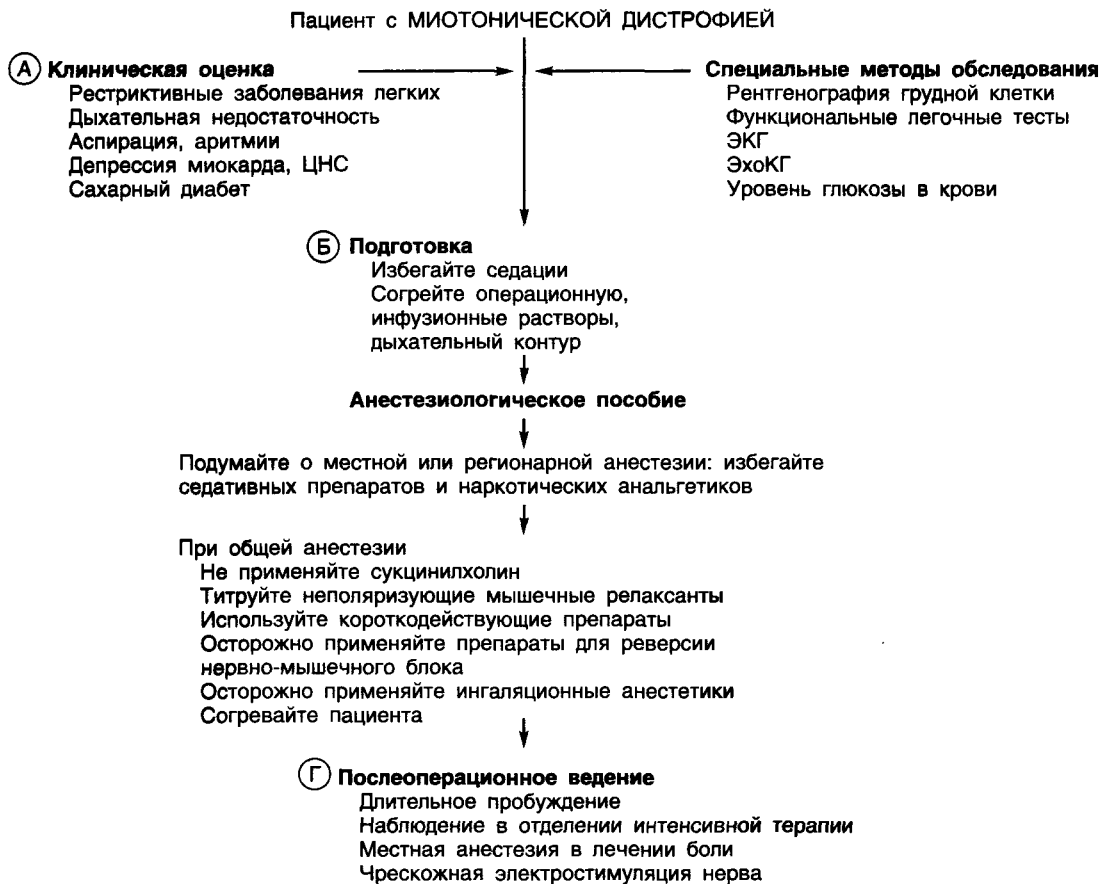 Пациент с МИОТОНИЧЕСКОЙ ДИСТРОФИЕЙ
А Клиническая оценка
Рестриктивные заболевания легких
Дыхательная недостаточность
Аспирация, аритмии
Депрессия миокарда, ЦНС
Сахарный диабет
Специальные методы обследования
Рентгенография грудной клетки
Функциональные легочные тесты
ЭКГ
ЭхоКГ
Уровень глюкозы в крови
Б Подготовка
Избегайте седации
Согрейте операционную,
инфузионные растворы,
дыхательный контур
Анестезиологическое пособие
Подумайте о местной или регионарной анестезии: избегайте
седативных препаратов и наркотических анальгетиков
При общей анестезии
Не применяйте сукцинилхолин
Титруйте неполяризующие мышечные релаксанты
Используйте короткодействующие препараты
Осторожно применяйте препараты для реверсии
нервно-мышечного блока
Осторожно применяйте ингаляционные анестетики
Согревайте пациента
Г Послеоперационное ведение
Длительное пробуждение
Наблюдение в отделении интенсивной терапии
Местная анестезия в лечении боли
Чрескожная электростимуляция нерва